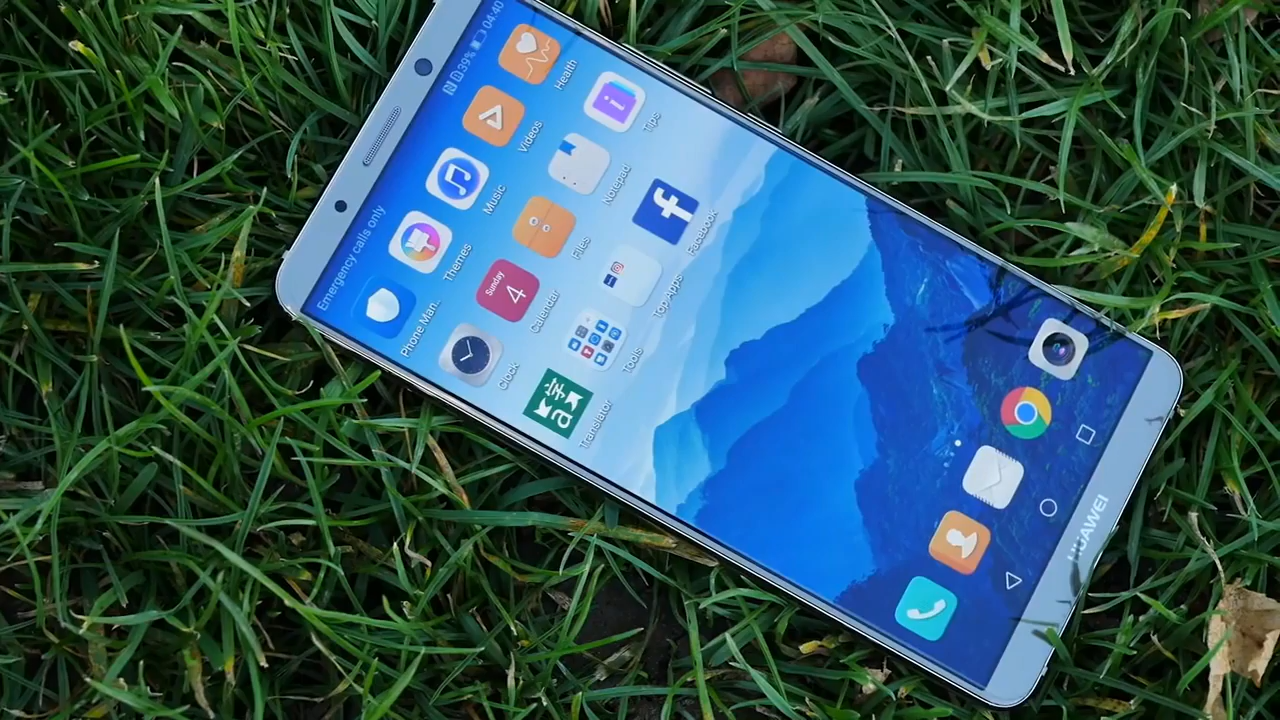 Emergency calls only
39% 04:40
Phone Man..
Themes
Music
Videos
Health
Clock
Sunday
4
Calendar
Files
Notepad
i
Tips
字
a
Translator
Tools
Top Apps
f
Facebook
HUAWEI